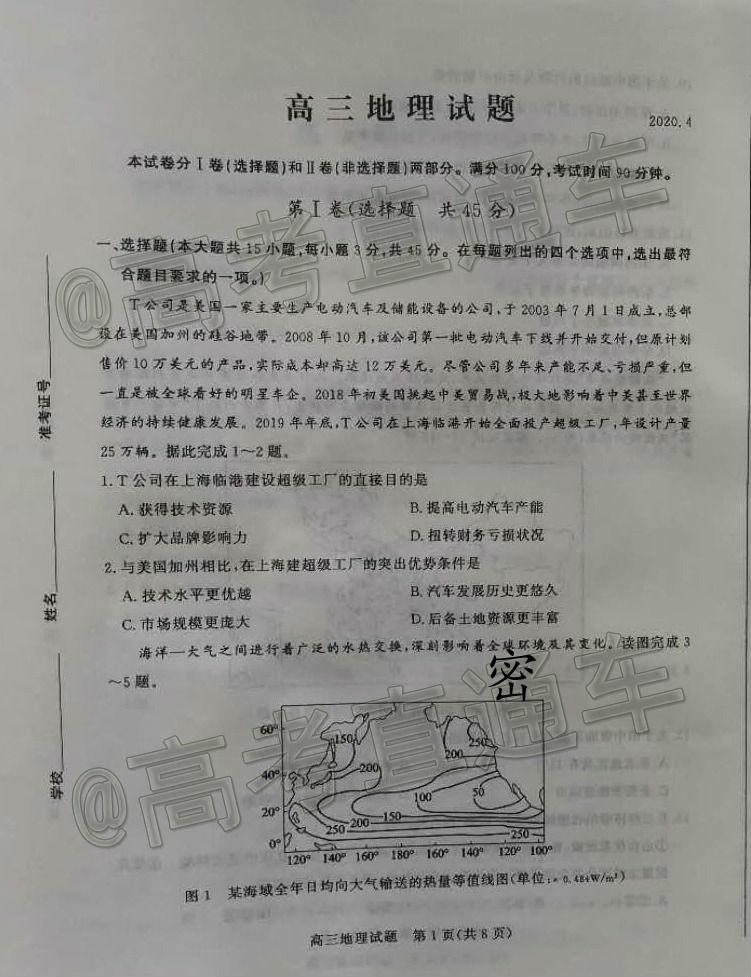 高三地理试题
2020.4
本试卷分Ⅰ卷(选择题)和Ⅱ卷(非选择题)两部分。满分100分,考试时间90分钟。
第Ⅰ卷(选择题 共45分)
一、选择题(本大题共15小题,每小题3分,共45分。在每题列出的四个选项中,选出最符
合题目要求的一项。)
T公司是美国一家主要生产电动汽车及储能设备的公司,于2003年7月1日成立,总部
设在美国加州的硅谷地带。2008年10月,该公司第一批电动汽车下线并开始交付,但原计划
售价10万美元的产品,实际成本却高达12万美元。尽管公司多年来产能不足、亏损严重,但
一直是被全球看好的明星车企。2018年初美国挑起中美贸易战,极大地影响着中美甚至世界
经济的持续健康发展。2019年年底,T公司在上海临港开始全面投产超级工厂,年设计产量
25万辆。据此完成1~2题。
1.T公司在上海临港建设超级工厂的直接目的是
A.获得技术资源 B.提高电动汽车产能
C.扩大品牌影响力 D.扭转财务亏损状况
2.与美国加州相比,在上海建超级工厂的突出优势条件是
A.技术水平更优越 B.汽车发展历史更悠久
C.市场规模更庞大 D.后备土地资源更丰富
海洋—大气之间进行着广泛的水热交换,深刻影响着全球环境及其变化。读图完成3
~5题。
密
60°
40°
20°
0°
150
200
250
200
100
50
250
200
150
250
120° 140° 160° 180° 160° 140° 120° 100°
图1 某海域全年日均向大气输送的热量等值线图(单位:× 0.484W/m²)
高三地理试题 第1页(共8页)
准考证号
姓名
学校
@高考直通车
@高考直通车